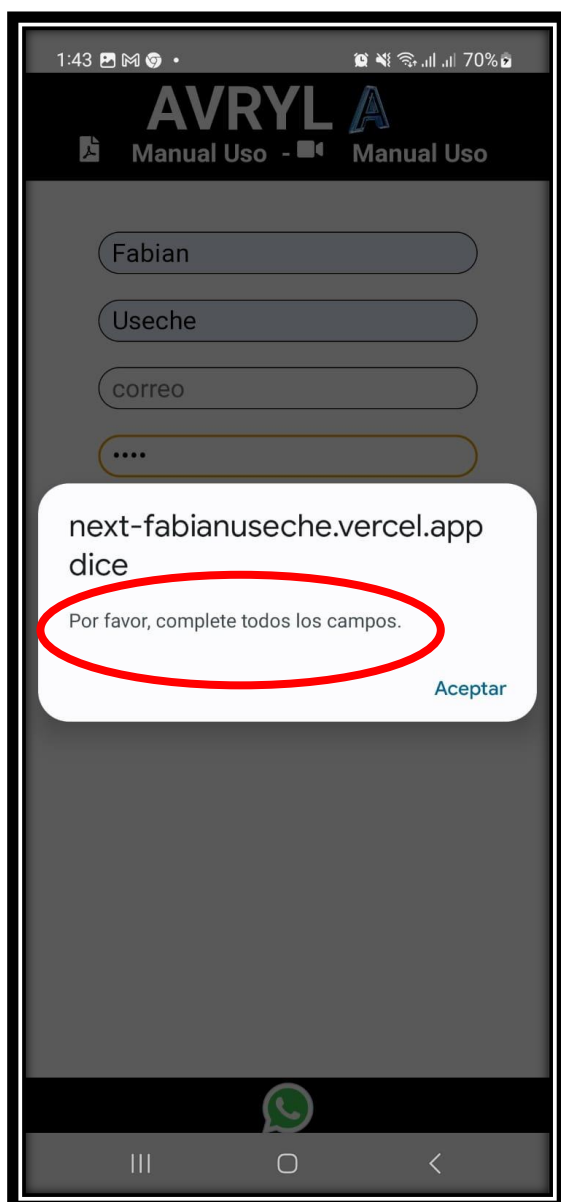 1:43 70%
AVRYL A
Manual Uso - Manual Uso
Fabian
Useche
correo
••••
next-fabianuseche.vercel.app
dice
Por favor, complete todos los campos.
Aceptar